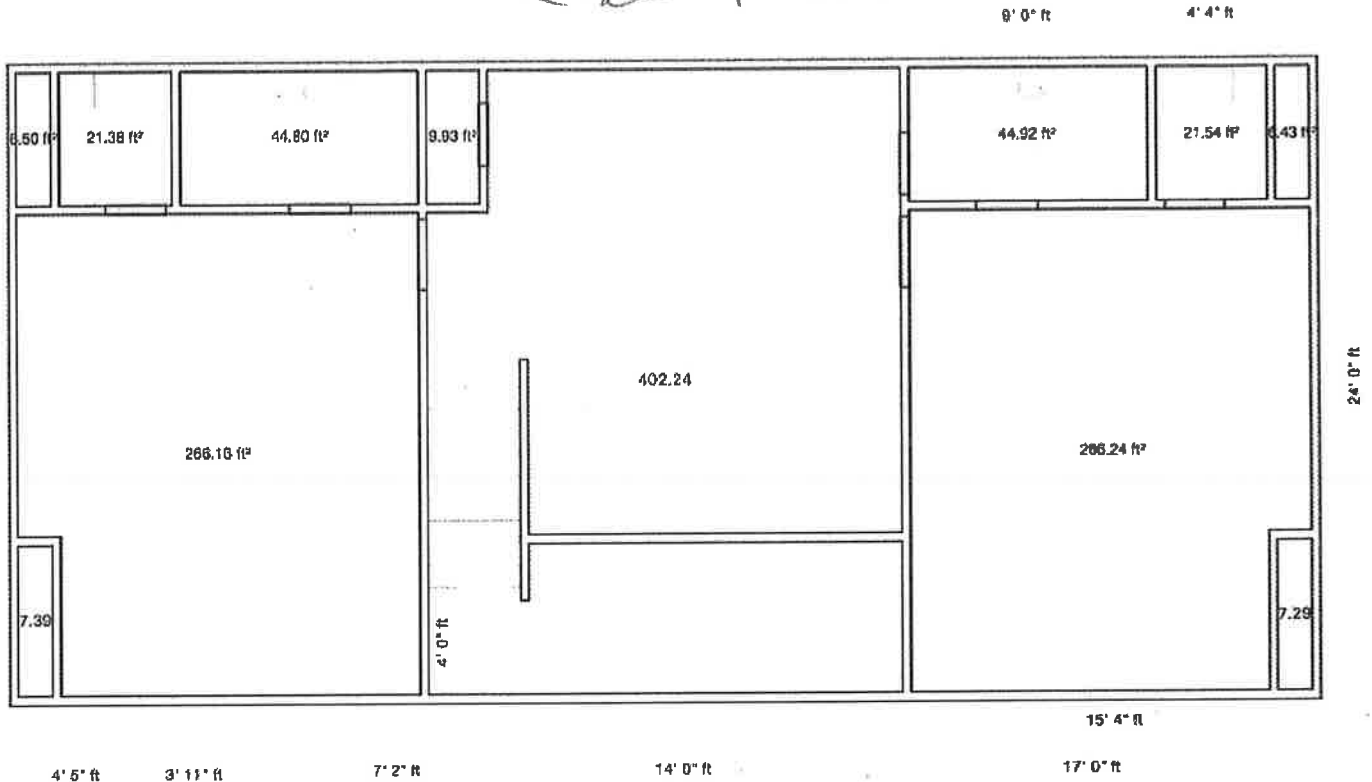 9' 0" ft 4' 4" ft
6.50 ft² 21.38 ft² 44.80 ft² 9.93 ft² 44.92 ft² 21.54 ft² 6.43 ft²
24' 0" ft
402.24
266.16 ft² 266.24 ft²
7.39 4' 0" ft 7.29
15' 4" ft
4' 5" ft 3' 11" ft 7' 2" ft 14' 0" ft 17' 0" ft